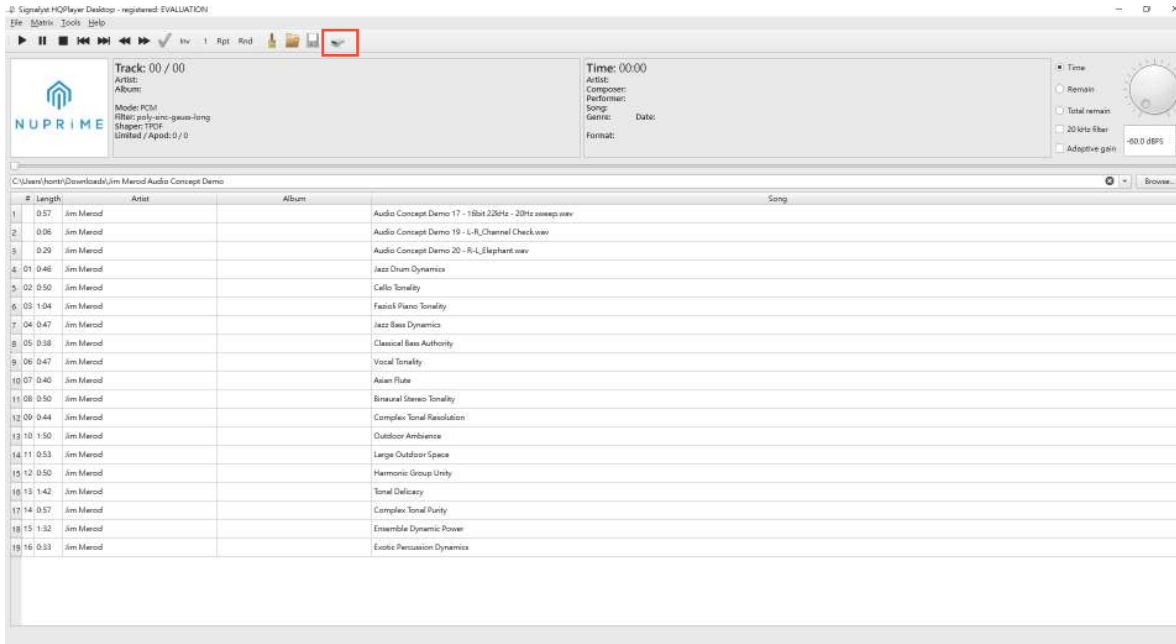 Signalyst HQPlayer Desktop - registered: EVALUATION
File Matrix Tools Help
Inv 1 Rpt Rnd
NUPRIME
Track: 00 / 00
Artist:
Album:
Mode: PCM
Filter: poly-sinc-gauss-long
Shaper: TPDF
Limited / Apod: 0 / 0
Time: 00:00
Artist:
Composer:
Performer:
Song:
Genre: Date:
Format:
Time
Remain
Total remain
20 kHz filter
Adaptive gain
-60.0 dBFS
C:\Users\hontr\Downloads\Jim Merod Audio Concept Demo Browse...
# Length Artist Album Song
1 0:57 Jim Merod Audio Concept Demo 17 - 16bit 22kHz - 20Hz sweep.wav
2 0:06 Jim Merod Audio Concept Demo 19 - L-R_Channel Check.wav
3 0:29 Jim Merod Audio Concept Demo 20 - R-L_Elephant.wav
4 01 0:46 Jim Merod Jazz Drum Dynamics
5 02 0:50 Jim Merod Cello Tonality
6 03 1:04 Jim Merod Fazioli Piano Tonality
7 04 0:47 Jim Merod Jazz Bass Dynamics
8 05 0:38 Jim Merod Classical Bass Authority
9 06 0:47 Jim Merod Vocal Tonality
10 07 0:40 Jim Merod Asian Flute
11 08 0:50 Jim Merod Binaural Stereo Tonality
12 09 0:44 Jim Merod Complex Tonal Resolution
13 10 1:50 Jim Merod Outdoor Ambience
14 11 0:53 Jim Merod Large Outdoor Space
15 12 0:50 Jim Merod Harmonic Group Unity
16 13 1:42 Jim Merod Tonal Delicacy
17 14 0:57 Jim Merod Complex Tonal Purity
18 15 1:32 Jim Merod Ensemble Dynamic Power
19 16 0:33 Jim Merod Exotic Percussion Dynamics